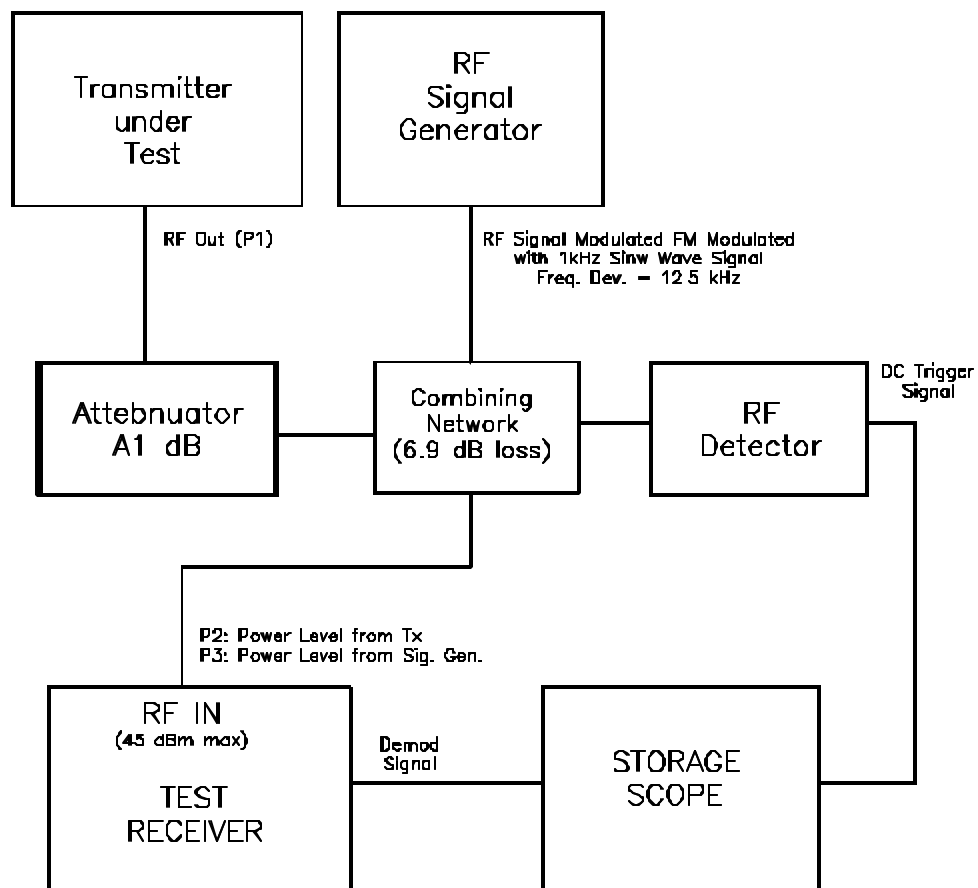 Transmitter
under
Test
RF
Signal
Generator
RF Out (P1)
RF Signal Modulated FM Modulated
with 1kHz Sinw Wave Signal
Freq. Dev. = 12.5 kHz
Attebnuator
A1 dB
Combining
Network
(6.9 dB loss)
RF
Detector
DC Trigger
Signal
P2: Power Level from Tx
P3: Power Level from Sig. Gen.
RF IN
(45 dBm max)
TEST
RECEIVER
Demod
Signal
STORAGE
SCOPE